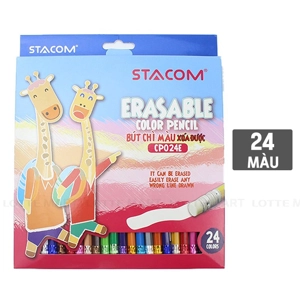 STACOM
STACOM
ERASABLE
COLOR PENCIL
BÚT CHÌ MÀU XÓA ĐƯỢC
CP024E
IT CAN BE ERASED
EASILY ERASE ANY
WRONG LIKE DRAWN
24
COLORS
24
MÀU